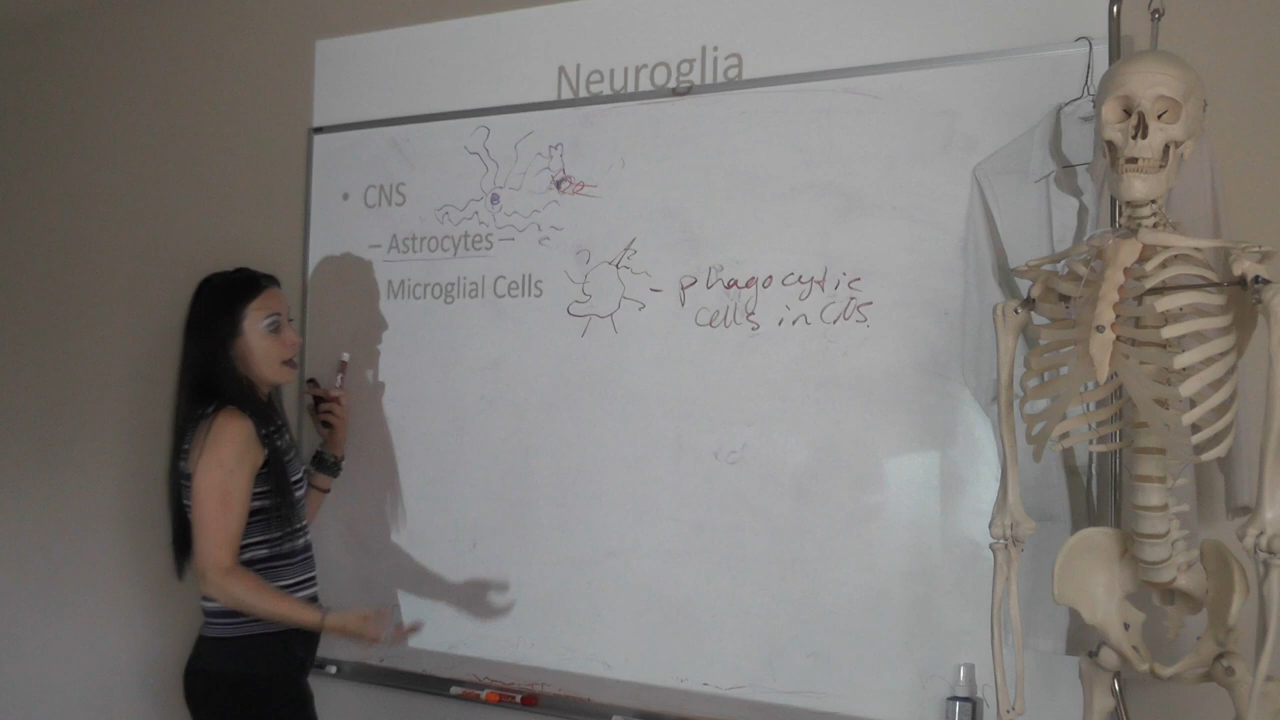 Neuroglia
• CNS
– Astrocytes –
Microglial Cells – phagocytic
cells in CNS.